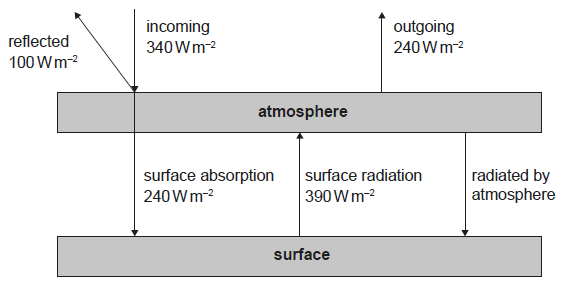 reflected
100 W m⁻²
incoming
340 W m⁻²
outgoing
240 W m⁻²
atmosphere
surface absorption
240 W m⁻²
surface radiation
390 W m⁻²
radiated by
atmosphere
surface